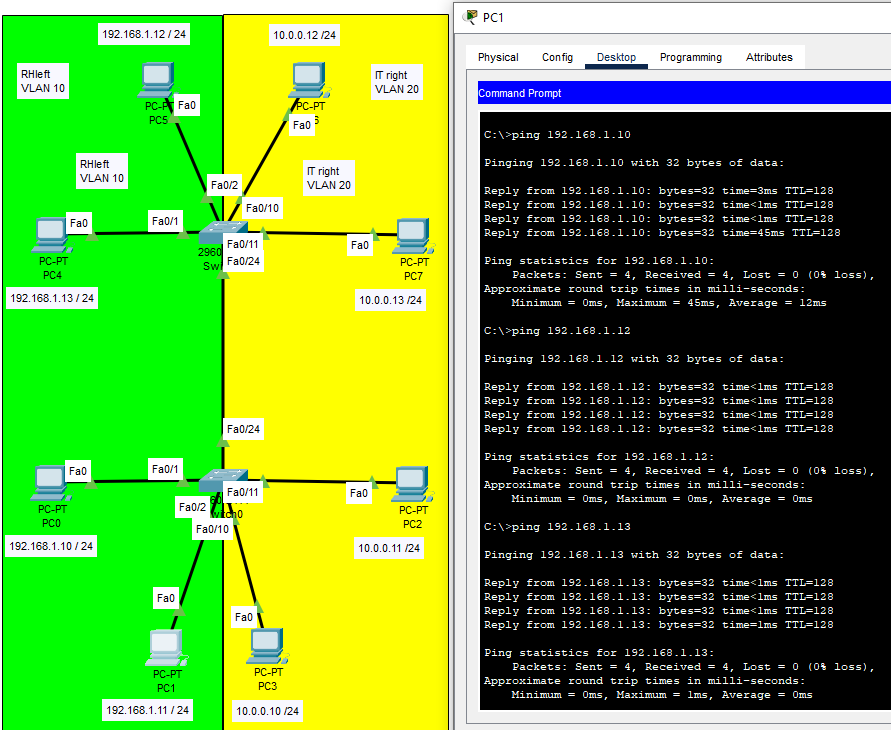 192.168.1.12 / 24
10.0.0.12 /24
RHleft
VLAN 10
IT right
VLAN 20
PC-PT
PC5
Fa0
PC-PT
Fa0
RHleft
VLAN 10
IT right
VLAN 20
Fa0/2
Fa0/10
Fa0
Fa0/1
Fa0/11
Fa0/24
Fa0
2960
PC-PT
PC4
PC-PT
PC7
192.168.1.13 / 24
10.0.0.13 /24
Fa0/24
Fa0
Fa0/1
Fa0/11
Fa0/2
Fa0/10
Fa0
PC-PT
PC0
PC-PT
PC2
192.168.1.10 / 24
10.0.0.11 /24
Fa0
Fa0
PC-PT
PC1
PC-PT
PC3
192.168.1.11 / 24
10.0.0.10 /24
PC1
Physical Config Desktop Programming Attributes
Command Prompt
C:\>ping 192.168.1.10
Pinging 192.168.1.10 with 32 bytes of data:
Reply from 192.168.1.10: bytes=32 time=3ms TTL=128
Reply from 192.168.1.10: bytes=32 time<1ms TTL=128
Reply from 192.168.1.10: bytes=32 time<1ms TTL=128
Reply from 192.168.1.10: bytes=32 time=45ms TTL=128
Ping statistics for 192.168.1.10:
Packets: Sent = 4, Received = 4, Lost = 0 (0% loss),
Approximate round trip times in milli-seconds:
Minimum = 0ms, Maximum = 45ms, Average = 12ms
C:\>ping 192.168.1.12
Pinging 192.168.1.12 with 32 bytes of data:
Reply from 192.168.1.12: bytes=32 time<1ms TTL=128
Reply from 192.168.1.12: bytes=32 time<1ms TTL=128
Reply from 192.168.1.12: bytes=32 time<1ms TTL=128
Reply from 192.168.1.12: bytes=32 time<1ms TTL=128
Ping statistics for 192.168.1.12:
Packets: Sent = 4, Received = 4, Lost = 0 (0% loss),
Approximate round trip times in milli-seconds:
Minimum = 0ms, Maximum = 0ms, Average = 0ms
C:\>ping 192.168.1.13
Pinging 192.168.1.13 with 32 bytes of data:
Reply from 192.168.1.13: bytes=32 time<1ms TTL=128
Reply from 192.168.1.13: bytes=32 time<1ms TTL=128
Reply from 192.168.1.13: bytes=32 time<1ms TTL=128
Reply from 192.168.1.13: bytes=32 time=1ms TTL=128
Ping statistics for 192.168.1.13:
Packets: Sent = 4, Received = 4, Lost = 0 (0% loss),
Approximate round trip times in milli-seconds:
Minimum = 0ms, Maximum = 1ms, Average = 0ms